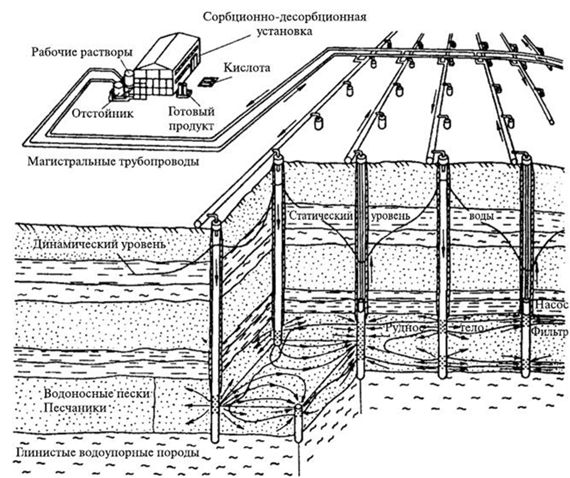 Сорбционно-десорбционная
установка
Рабочие растворы
Кислота
Отстойник
Готовый
продукт
Магистральные трубопроводы
Статический уровень воды
Динамический уровень
Насос
Рудное тело
Фильтр
Водоносные пески
Песчаники
Глинистые водоупорные породы